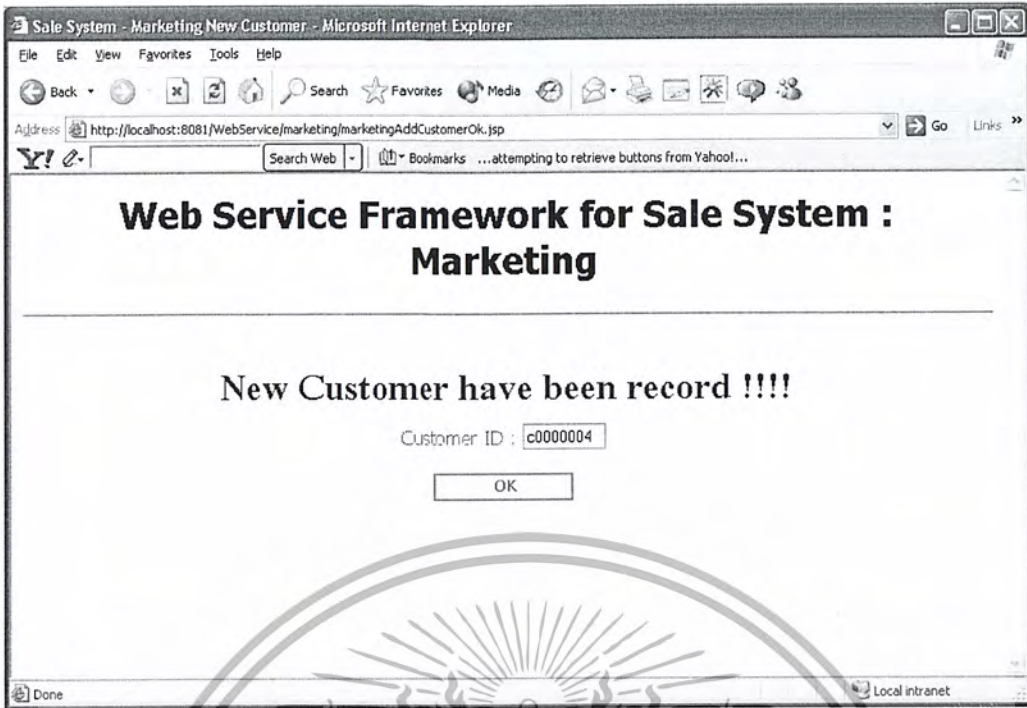 Sale System - Marketing New Customer - Microsoft Internet Explorer
File Edit View Favorites Tools Help
Back Search Favorites Media
Address http://localhost:8081/WebService/marketing/marketingAddCustomerOk.jsp Go Links »
Y! Search Web Bookmarks ...attempting to retrieve buttons from Yahoo!...
Web Service Framework for Sale System :
Marketing
New Customer have been record !!!!
Customer ID : c0000004
OK
Done Local intranet